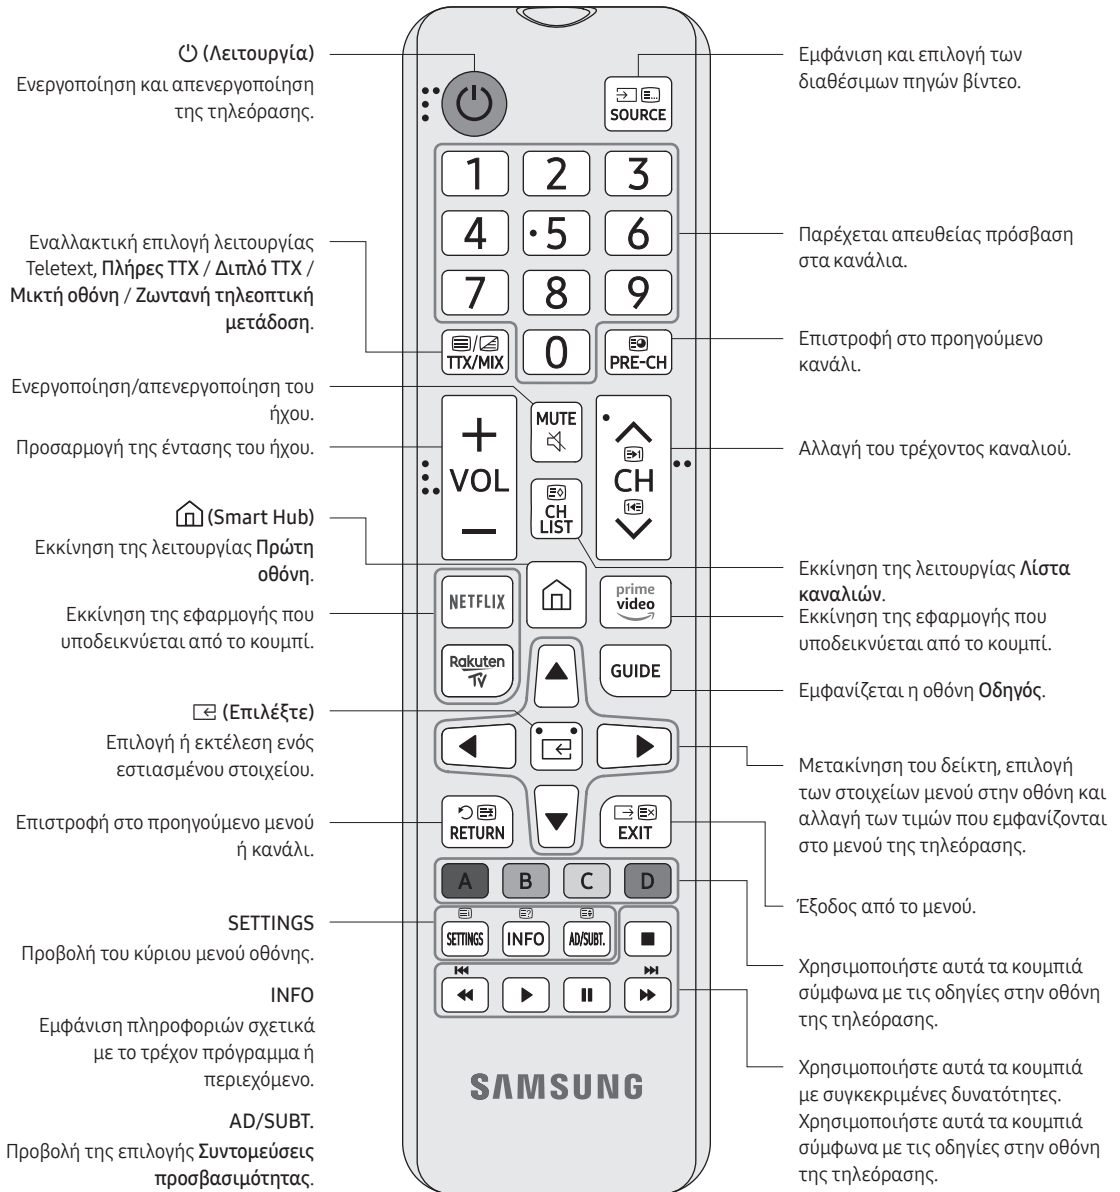 (Λειτουργία)
Ενεργοποίηση και απενεργοποίηση
της τηλεόρασης.
Εναλλακτική επιλογή λειτουργίας
Teletext, Πλήρες TTX / Διπλό TTX /
Μικτή οθόνη / Ζωντανή τηλεοπτική
μετάδοση.
Ενεργοποίηση/απενεργοποίηση του
ήχου.
Προσαρμογή της έντασης του ήχου.
(Smart Hub)
Εκκίνηση της λειτουργίας Πρώτη
οθόνη.
Εκκίνηση της εφαρμογής που
υποδεικνύεται από το κουμπί.
(Επιλέξτε)
Επιλογή ή εκτέλεση ενός
εστιασμένου στοιχείου.
Επιστροφή στο προηγούμενο μενού
ή κανάλι.
SETTINGS
Προβολή του κύριου μενού οθόνης.
INFO
Εμφάνιση πληροφοριών σχετικά
με το τρέχον πρόγραμμα ή
περιεχόμενο.
AD/SUBT.
Προβολή της επιλογής Συντομεύσεις
προσβασιμότητας.
SOURCE
1 2 3
4 5 6
7 8 9
TTX/MIX 0 PRE-CH
MUTE
+
VOL
−
CH
CH
LIST
NETFLIX
prime
video
Rakuten
TV
GUIDE
RETURN
EXIT
A B C D
SETTINGS INFO AD/SUBT.
SAMSUNG
Εμφάνιση και επιλογή των
διαθέσιμων πηγών βίντεο.
Παρέχεται απευθείας πρόσβαση
στα κανάλια.
Επιστροφή στο προηγούμενο
κανάλι.
Αλλαγή του τρέχοντος καναλιού.
Εκκίνηση της λειτουργίας Λίστα
καναλιών.
Εκκίνηση της εφαρμογής που
υποδεικνύεται από το κουμπί.
Εμφανίζεται η οθόνη Οδηγός.
Μετακίνηση του δείκτη, επιλογή
των στοιχείων μενού στην οθόνη και
αλλαγή των τιμών που εμφανίζονται
στο μενού της τηλεόρασης.
Έξοδος από το μενού.
Χρησιμοποιήστε αυτά τα κουμπιά
σύμφωνα με τις οδηγίες στην οθόνη
της τηλεόρασης.
Χρησιμοποιήστε αυτά τα κουμπιά
με συγκεκριμένες δυνατότητες.
Χρησιμοποιήστε αυτά τα κουμπιά
σύμφωνα με τις οδηγίες στην οθόνη
της τηλεόρασης.